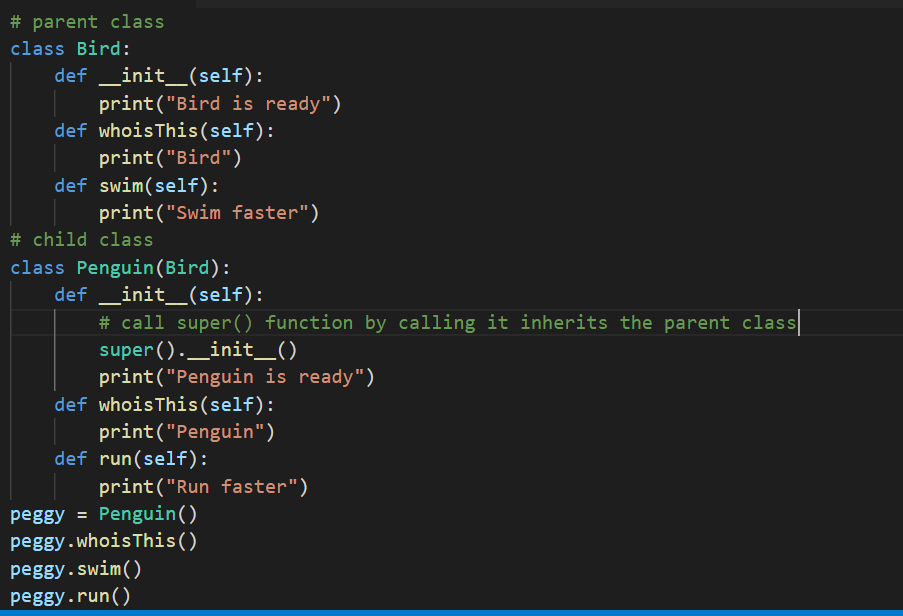 # parent class
class Bird:
    def __init__(self):
        print("Bird is ready")
    def whoisThis(self):
        print("Bird")
    def swim(self):
        print("Swim faster")
# child class
class Penguin(Bird):
    def __init__(self):
        # call super() function by calling it inherits the parent class
        super().__init__()
        print("Penguin is ready")
    def whoisThis(self):
        print("Penguin")
    def run(self):
        print("Run faster")
peggy = Penguin()
peggy.whoisThis()
peggy.swim()
peggy.run()